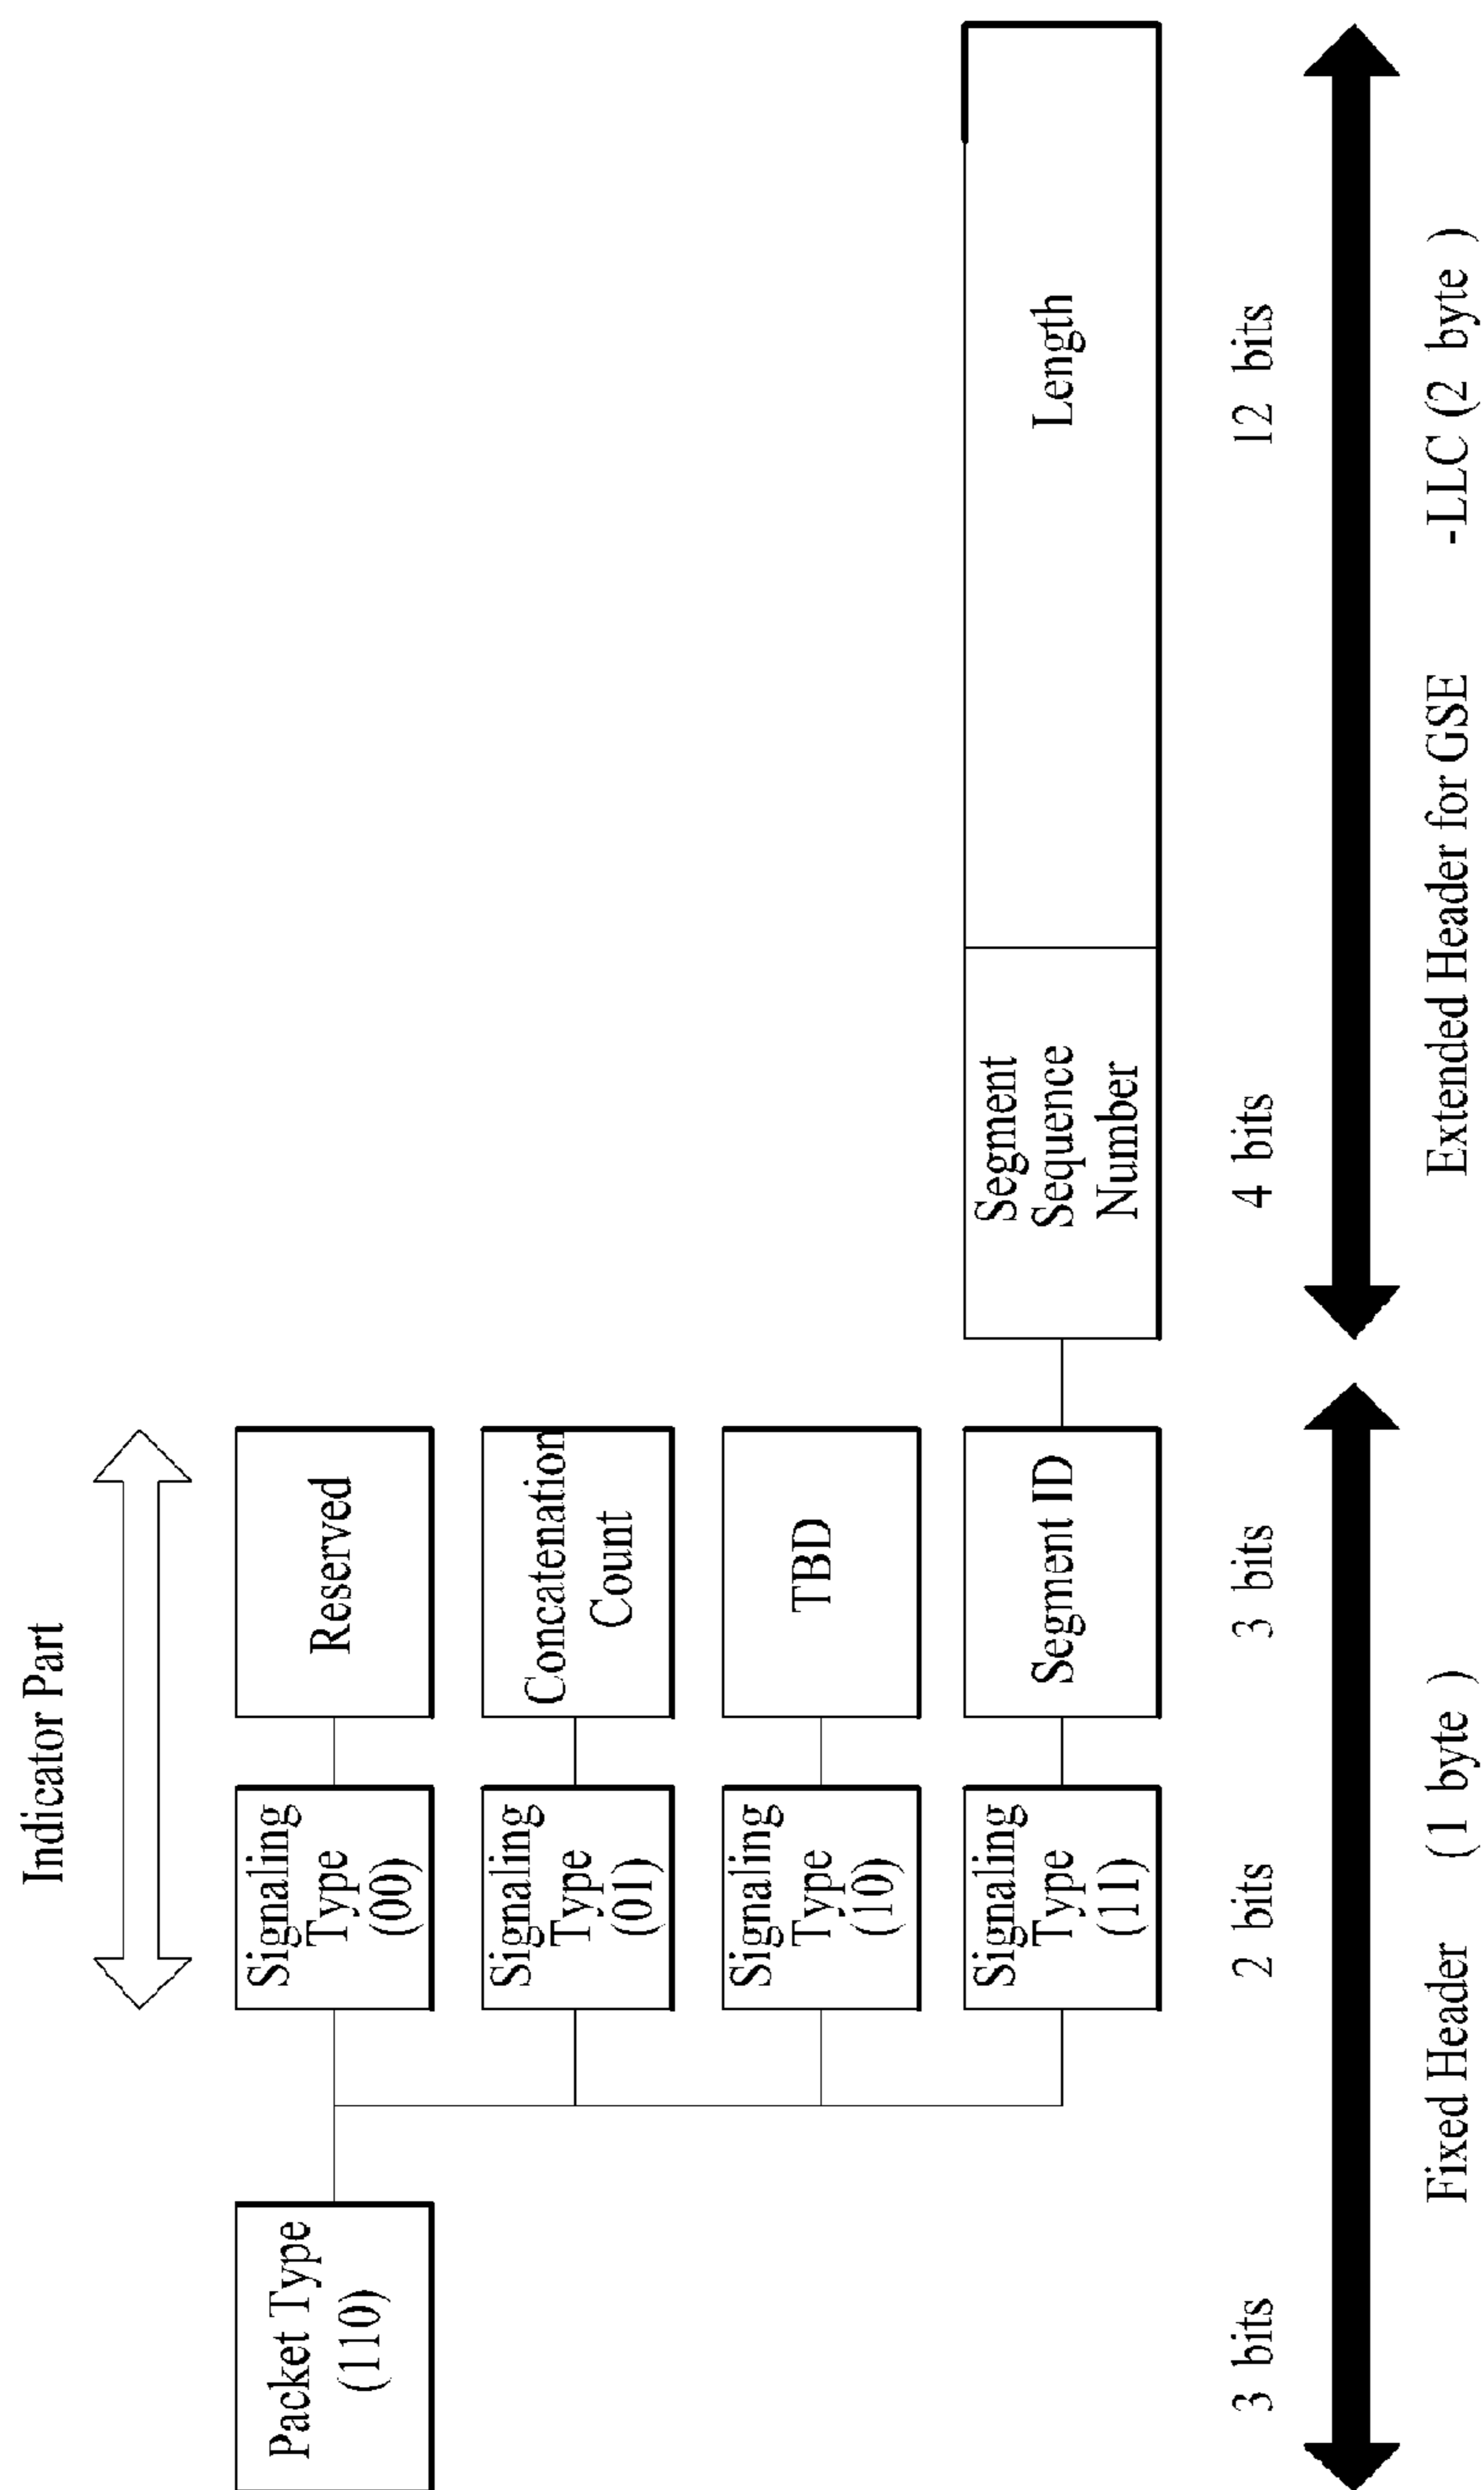 Indicator Part
Packet Type
(110)
Signaling
Type
(00)
Reserved
Signaling
Type
(01)
Concatenation
Count
Signaling
Type
(10)
TBD
Signaling
Type
(11)
Segment ID
Segment
Sequence
Number
Length
3 bits
2 bits
3 bits
4 bits
12 bits
Fixed Header (1 byte )
Extended Header for GSE -LLC (2 byte )